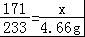 171/233 = x/4.66g